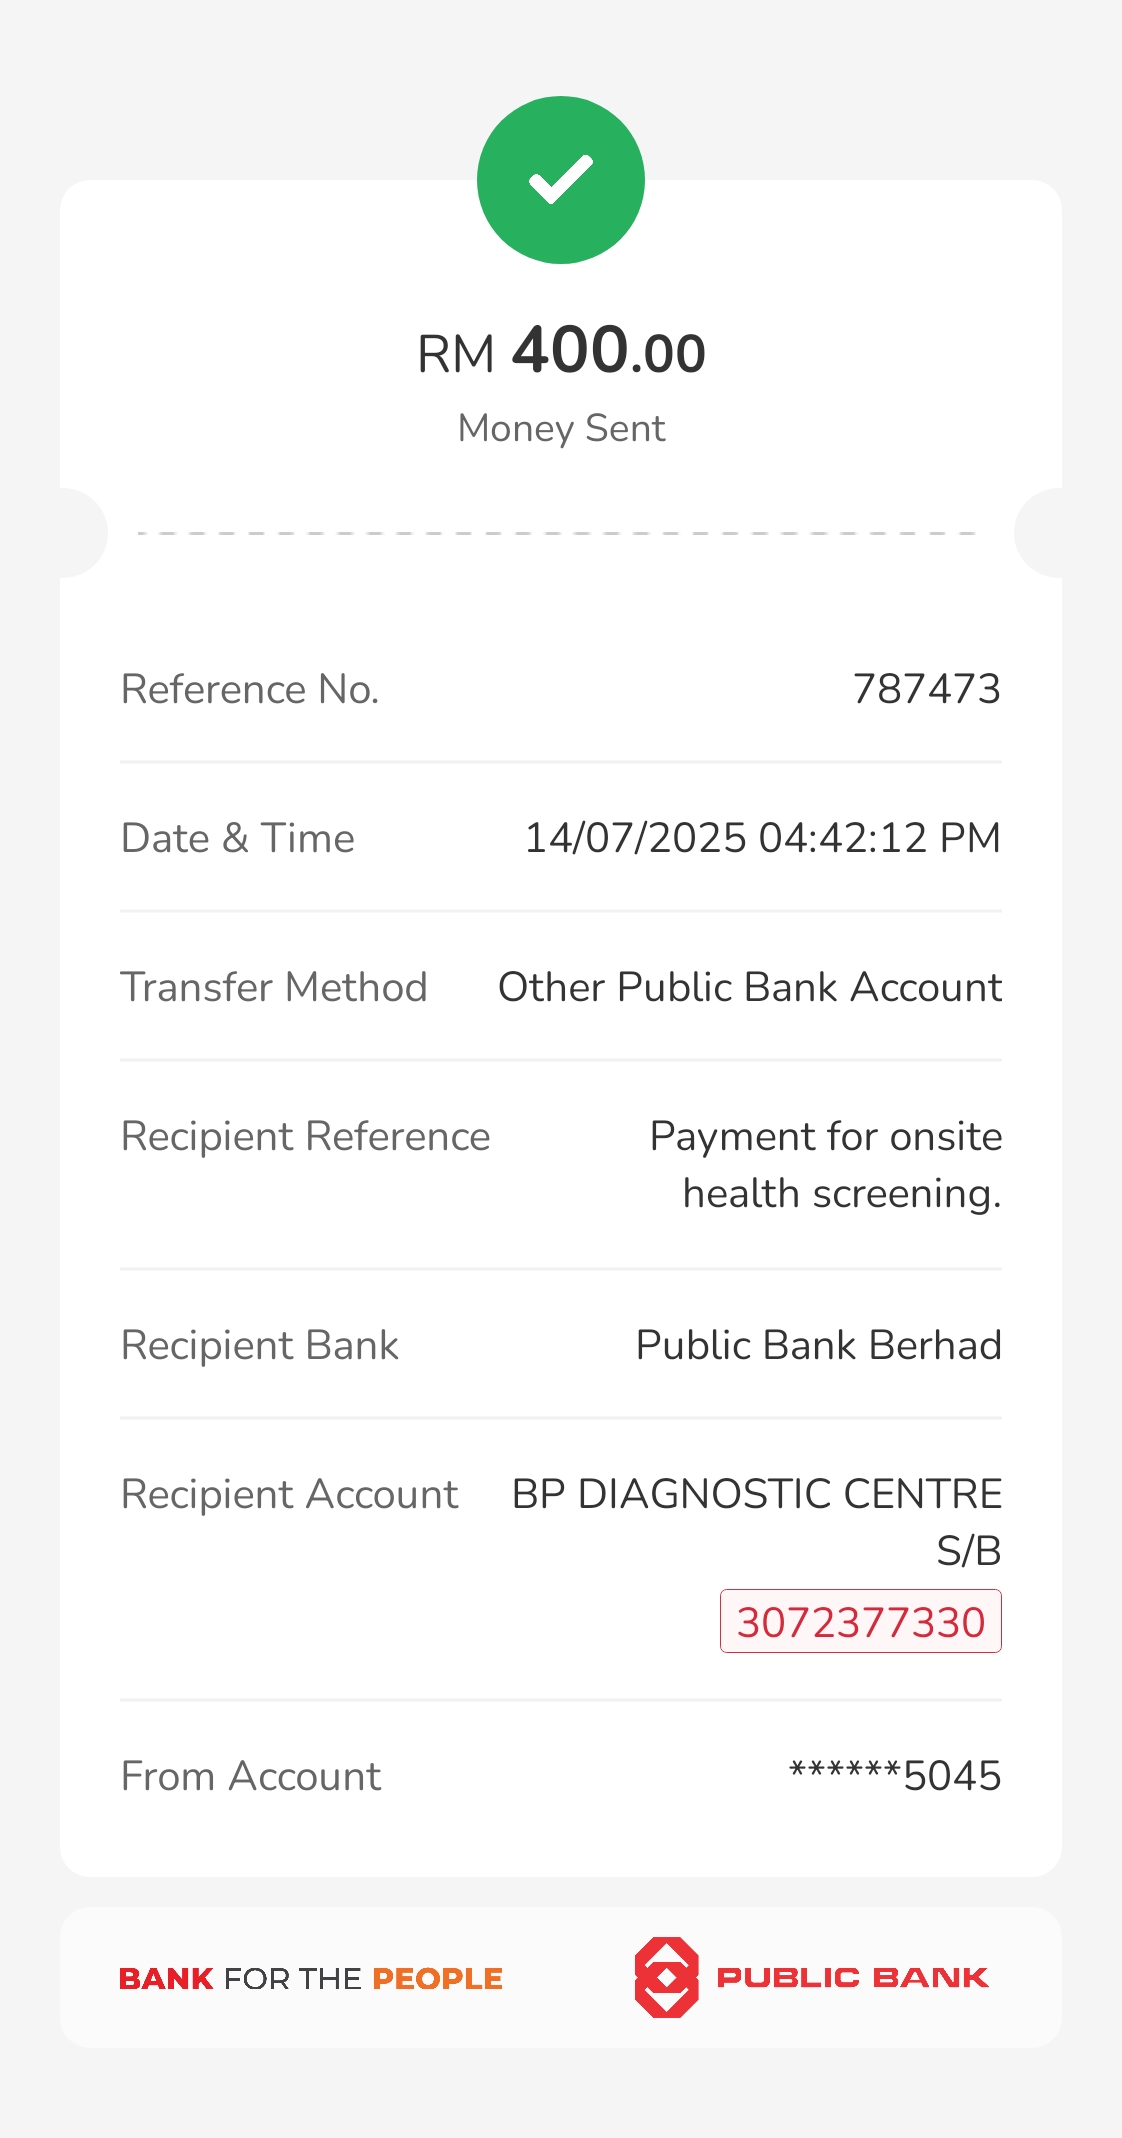 RM 400.00
Money Sent
Reference No. 787473
Date & Time 14/07/2025 04:42:12 PM
Transfer Method Other Public Bank Account
Recipient Reference Payment for onsite
health screening.
Recipient Bank Public Bank Berhad
Recipient Account BP DIAGNOSTIC CENTRE
S/B
3072377330
From Account ******5045
BANK FOR THE PEOPLE PUBLIC BANK